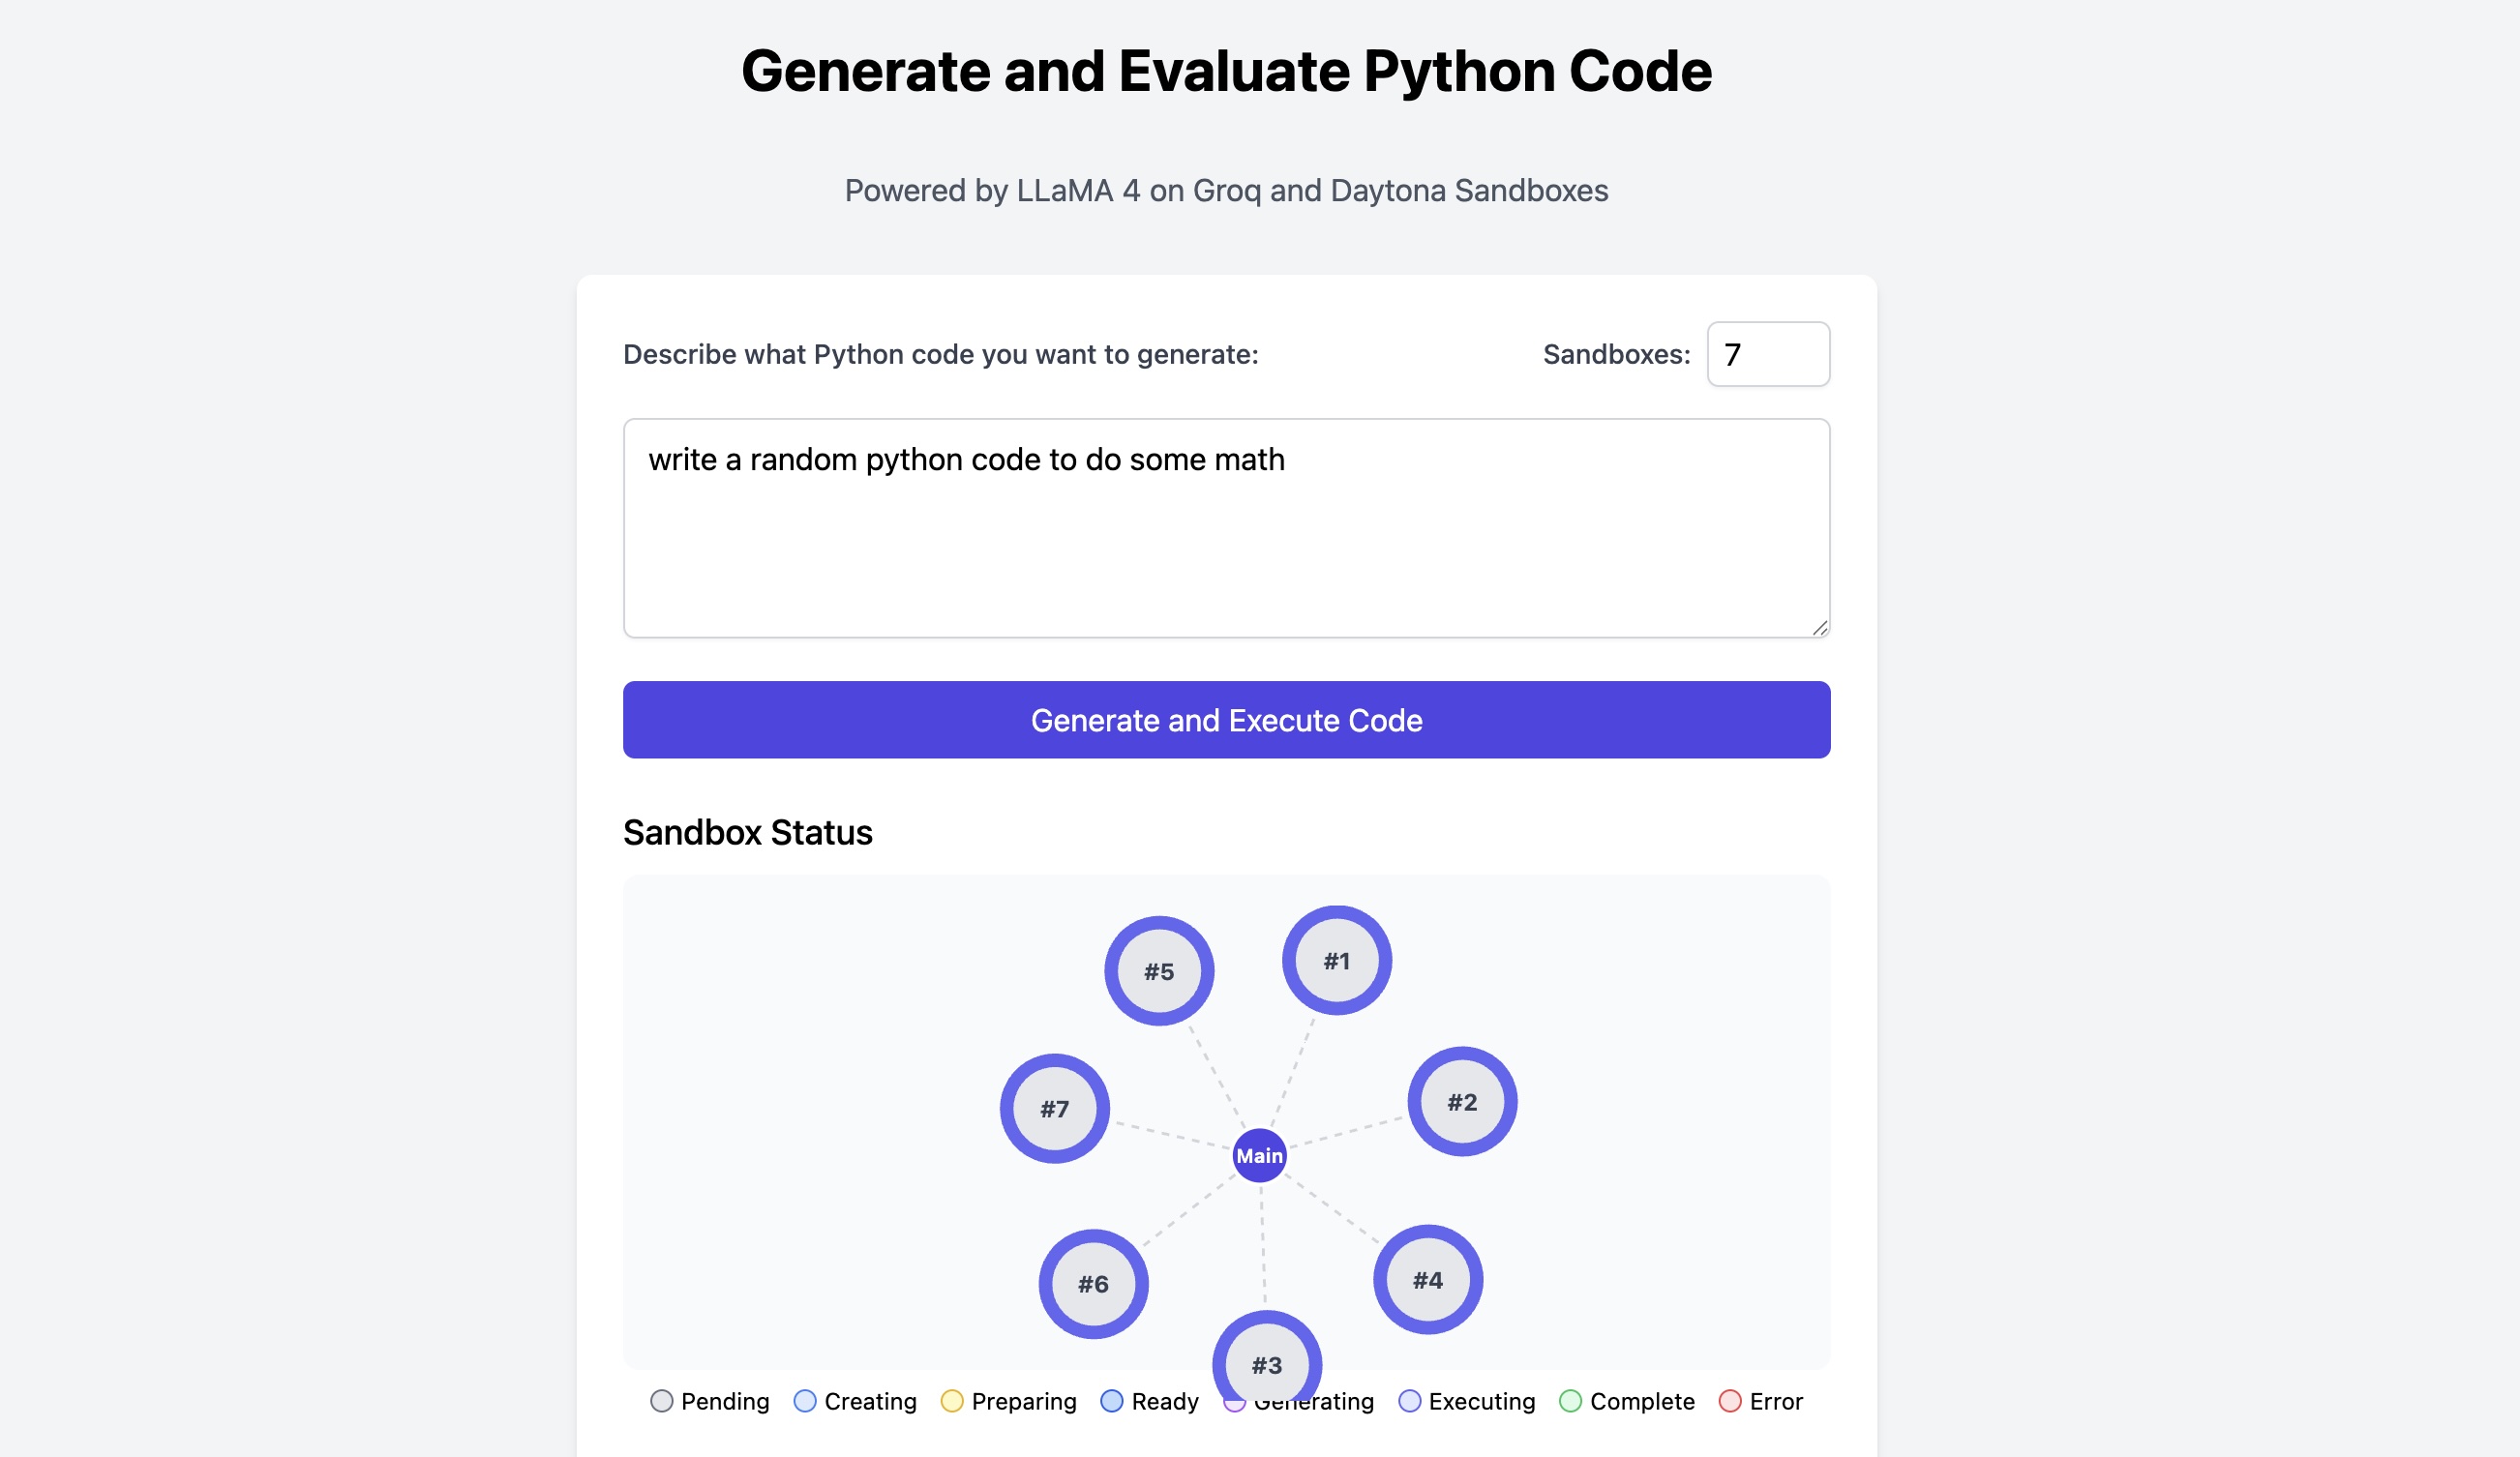 Generate and Evaluate Python Code
Powered by LLaMA 4 on Groq and Daytona Sandboxes
Describe what Python code you want to generate:
Sandboxes: 7
write a random python code to do some math
Generate and Execute Code
Sandbox Status
#5
#1
#7
#2
Main
#6
#4
#3
Pending Creating Preparing Ready Generating Executing Complete Error